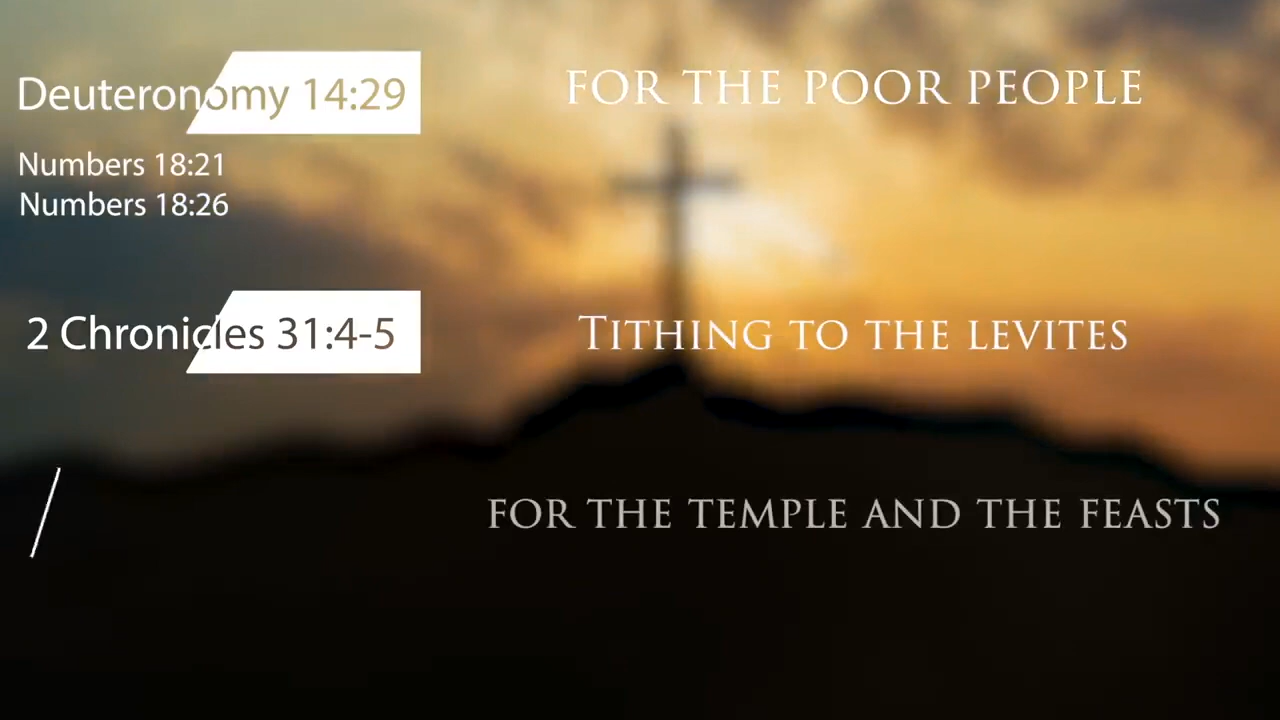 Deuteronomy 14:29
FOR THE POOR PEOPLE
Numbers 18:21
Numbers 18:26
2 Chronicles 31:4-5
TITHING TO THE LEVITES
FOR THE TEMPLE AND THE FEASTS